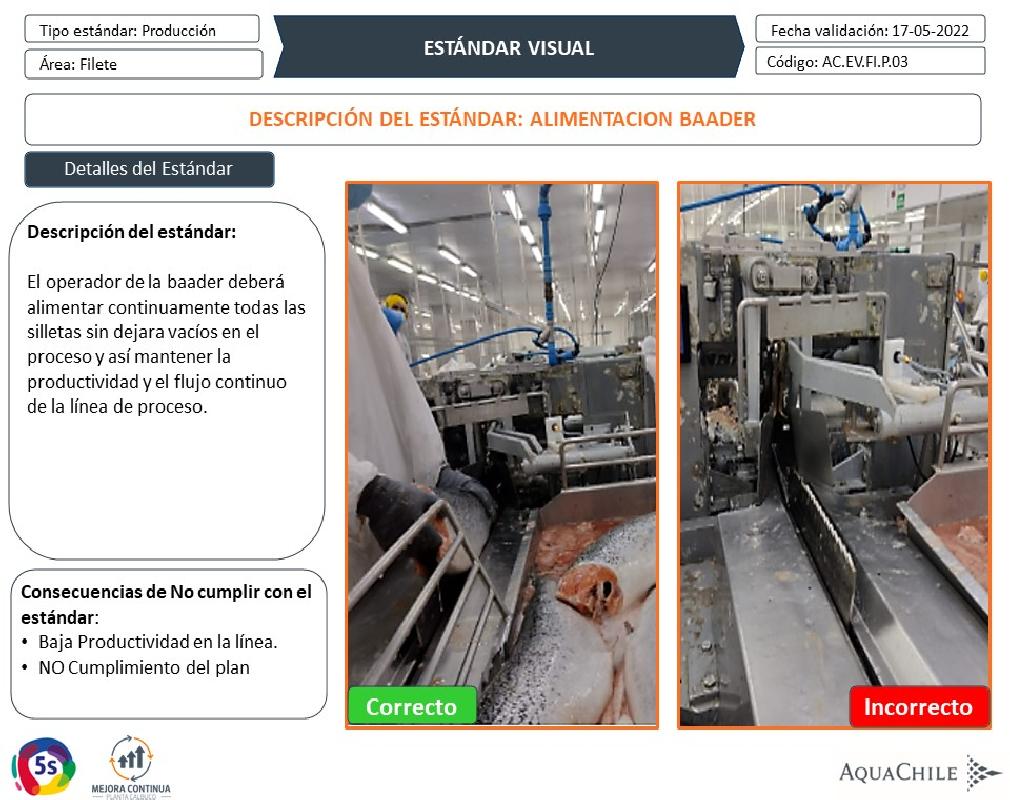 Tipo estándar: Producción
Área: Filete
ESTÁNDAR VISUAL
Fecha validación: 17-05-2022
Código: AC.EV.FI.P.03
DESCRIPCIÓN DEL ESTÁNDAR: ALIMENTACION BAADER
Detalles del Estándar
Descripción del estándar:
El operador de la baader deberá
alimentar continuamente todas las
silletas sin dejara vacíos en el
proceso y así mantener la
productividad y el flujo continuo
de la línea de proceso.
Consecuencias de No cumplir con el
estándar:
• Baja Productividad en la línea.
• NO Cumplimiento del plan
Correcto
Incorrecto
5s
MEJORA CONTINUA
PLANTA CALBUCO
AQUACHILE